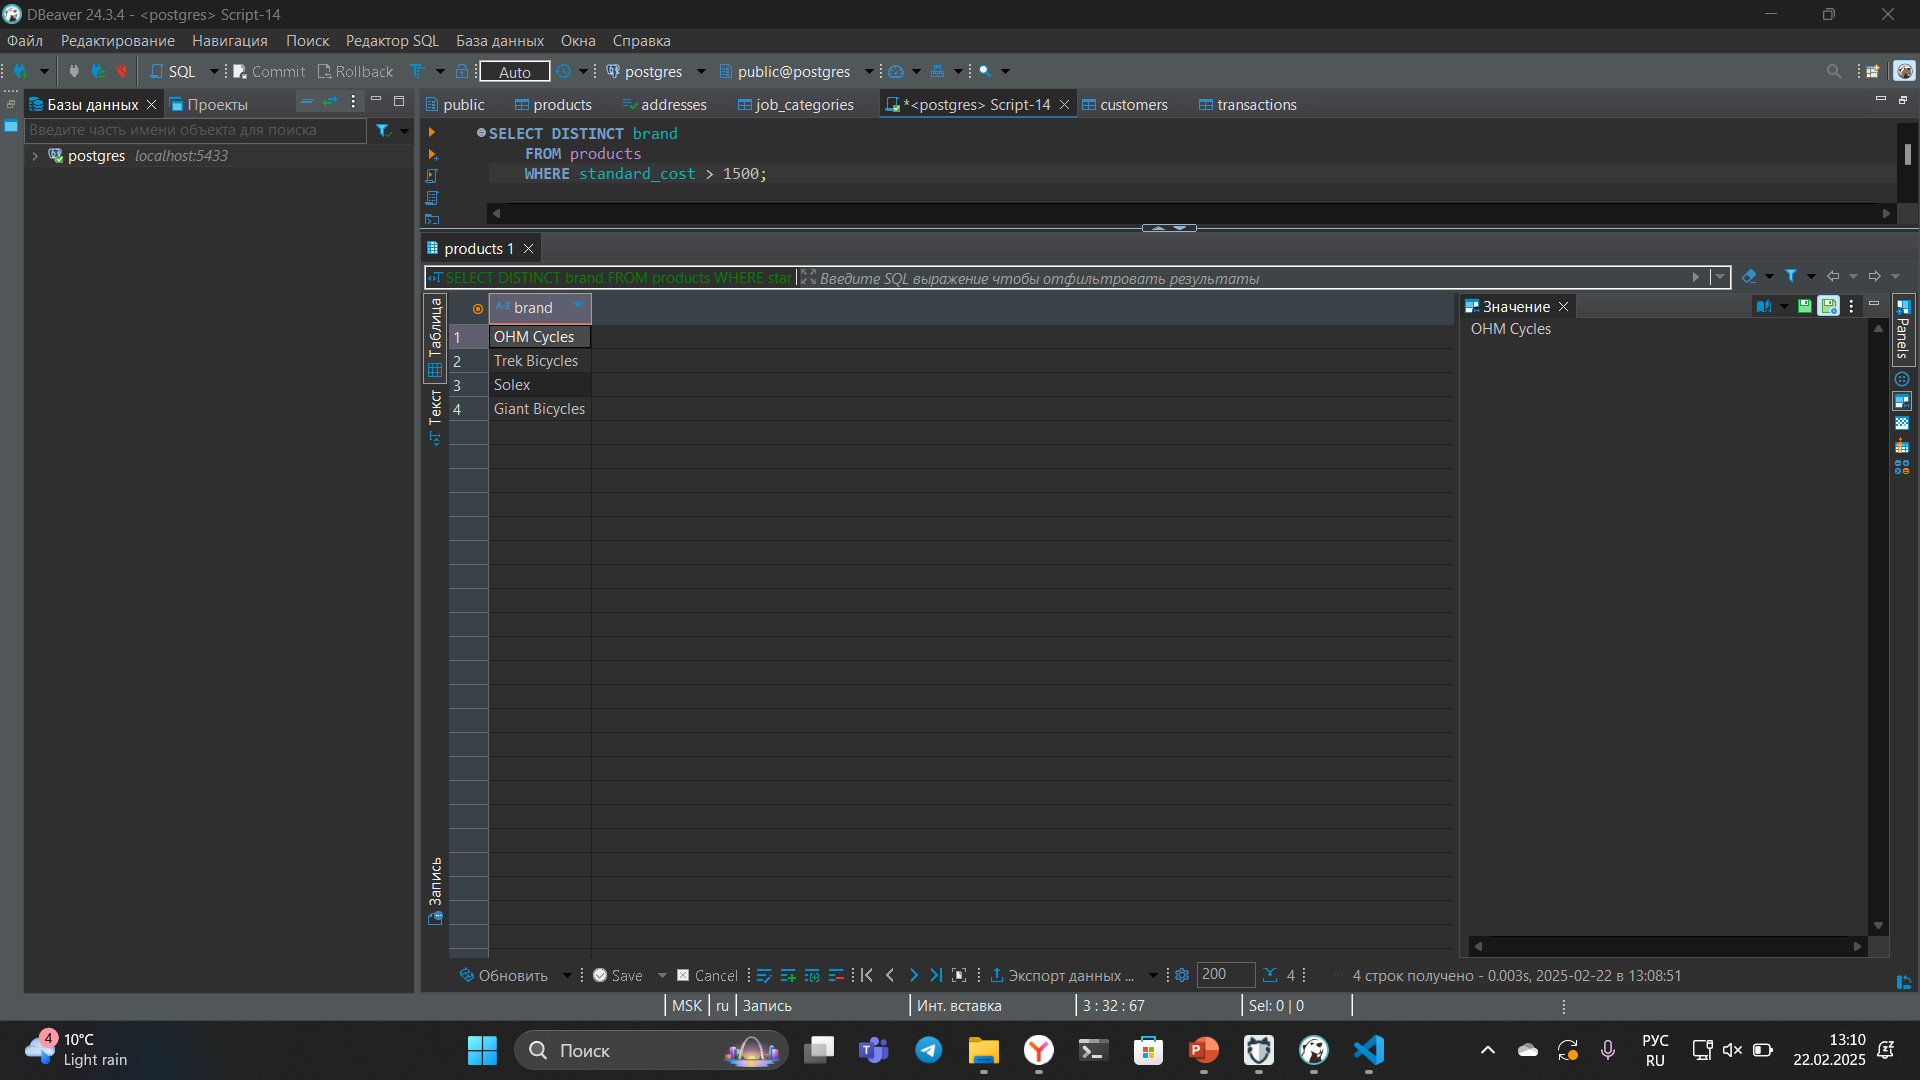 DBeaver 24.3.4 - <postgres> Script-14
Файл Редактирование Навигация Поиск Редактор SQL База данных Окна Справка
SQL Commit Rollback T Auto postgres public@postgres
Базы данных Проекты
public products addresses job_categories *<postgres> Script-14 customers transactions
Введите часть имени объекта для поиска
postgres localhost:5433
SELECT DISTINCT brand
FROM products
WHERE standard_cost > 1500;
products 1
SELECT DISTINCT brand FROM products WHERE star Введите SQL выражение чтобы отфильтровать результаты
Таблица
Текст
Запись
A-Z brand
1 OHM Cycles
2 Trek Bicycles
3 Solex
4 Giant Bicycles
Значение
OHM Cycles
Panels
Обновить Save Cancel Экспорт данных ... 200 4 4 строк получено - 0.003s, 2025-02-22 в 13:08:51
MSK ru Запись Инт. вставка 3 : 32 : 67 Sel: 0 | 0
4 10°C
Light rain
Поиск
РУС
RU
13:10
22.02.2025